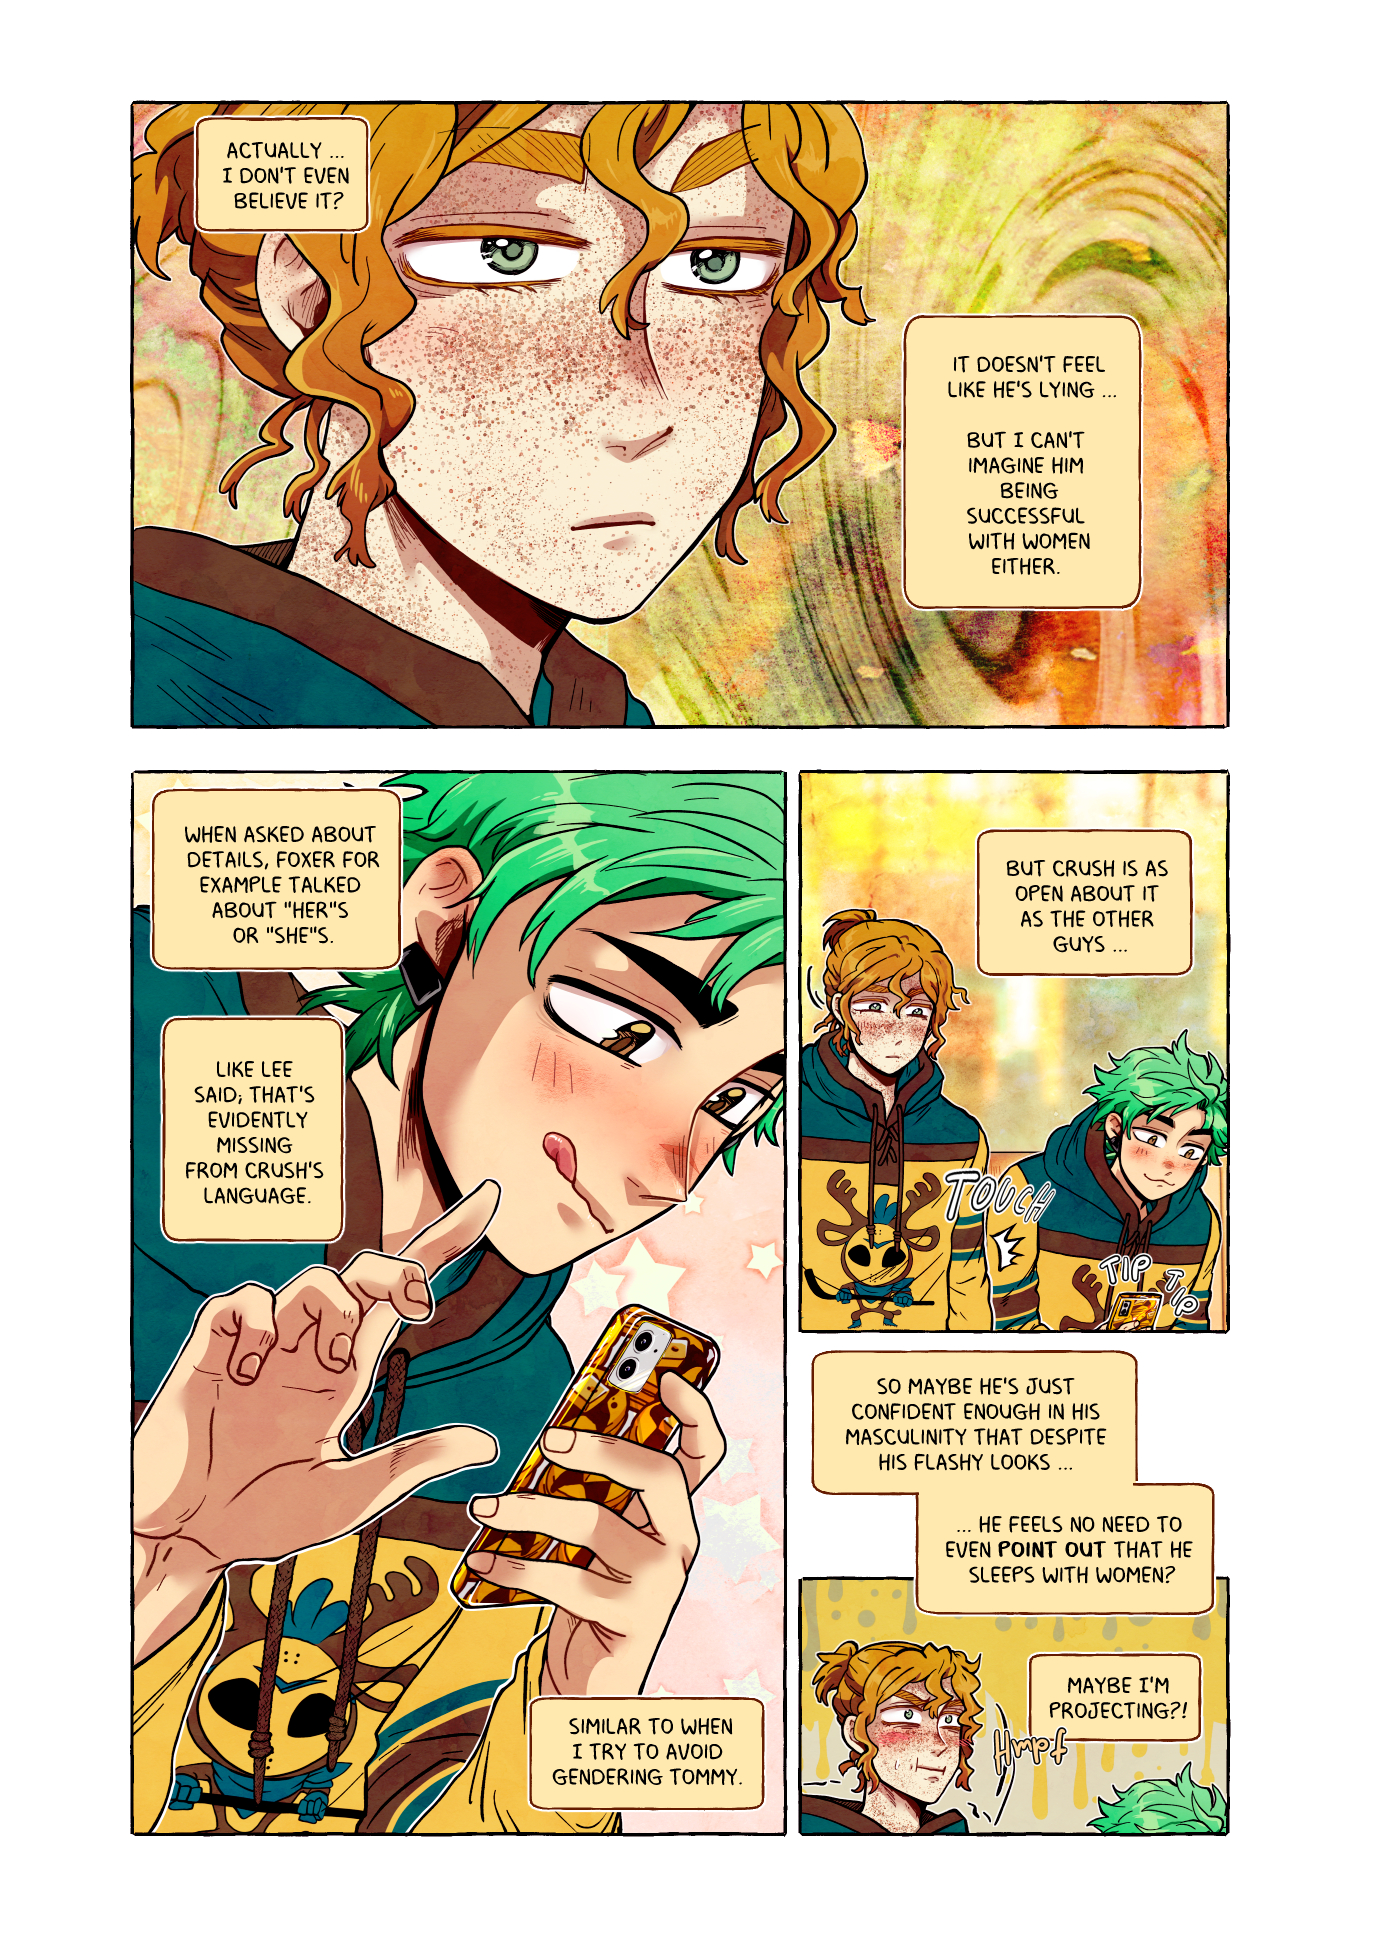 ACTUALLY ...
I DON'T EVEN
BELIEVE IT?
IT DOESN'T FEEL
LIKE HE'S LYING ...
BUT I CAN'T
IMAGINE HIM
BEING
SUCCESSFUL
WITH WOMEN
EITHER.
WHEN ASKED ABOUT
DETAILS, FOXER FOR
EXAMPLE TALKED
ABOUT "HER"S
OR "SHE"S.
LIKE LEE
SAID; THAT'S
EVIDENTLY
MISSING
FROM CRUSH'S
LANGUAGE.
SIMILAR TO WHEN
I TRY TO AVOID
GENDERING TOMMY.
BUT CRUSH IS AS
OPEN ABOUT IT
AS THE OTHER
GUYS ...
TOUCH
TIP TIP
SO MAYBE HE'S JUST
CONFIDENT ENOUGH IN HIS
MASCULINITY THAT DESPITE
HIS FLASHY LOOKS ...
... HE FEELS NO NEED TO
EVEN POINT OUT THAT HE
SLEEPS WITH WOMEN?
MAYBE I'M
PROJECTING?!
Hmpf